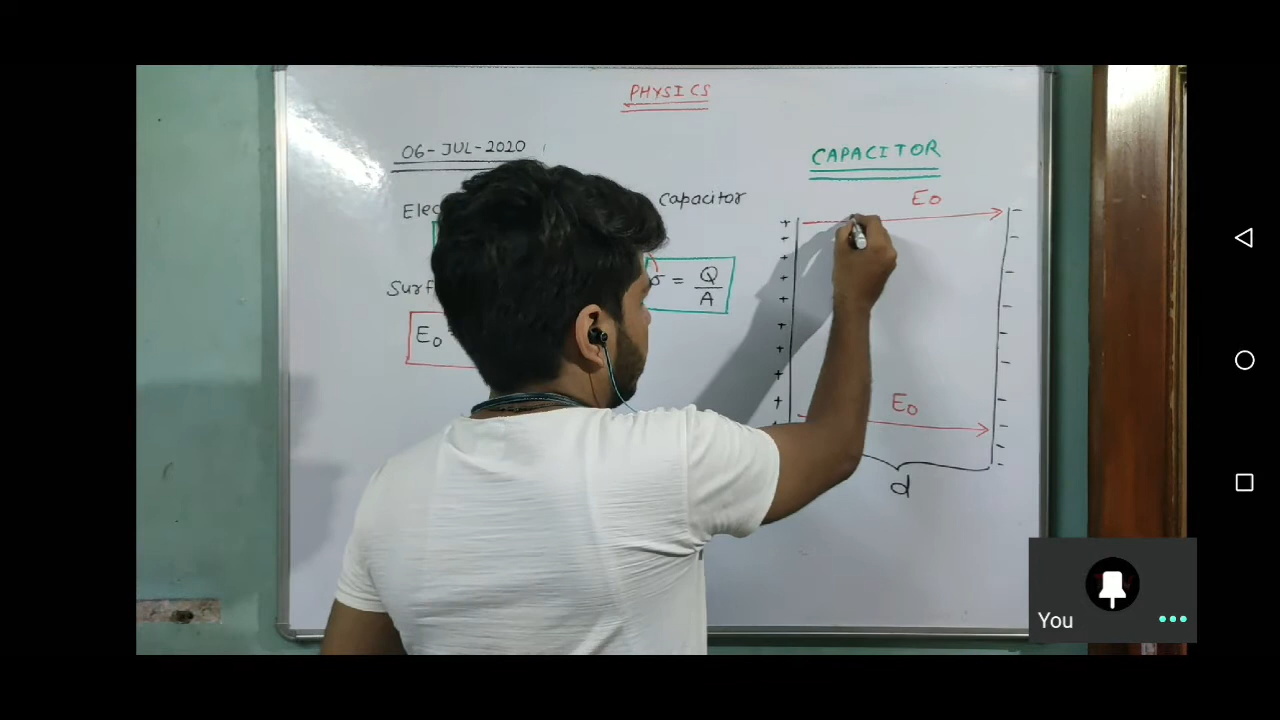 PHYSICS
06-JUL-2020
CAPACITOR
Capacitor
E₀
σ = Q/A
E₀
E₀
d
You